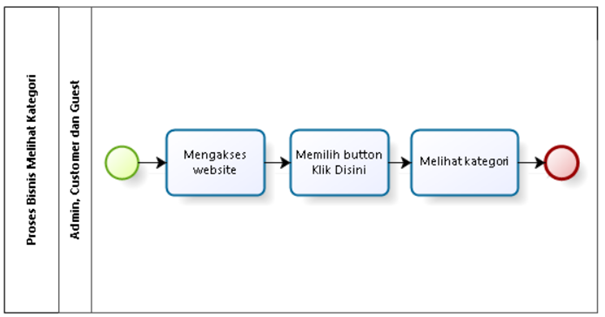 Proses Bisnis Melihat Kategori
Admin, Customer dan Guest
Mengakses
website
Memilih button
Klik Disini
Melihat kategori